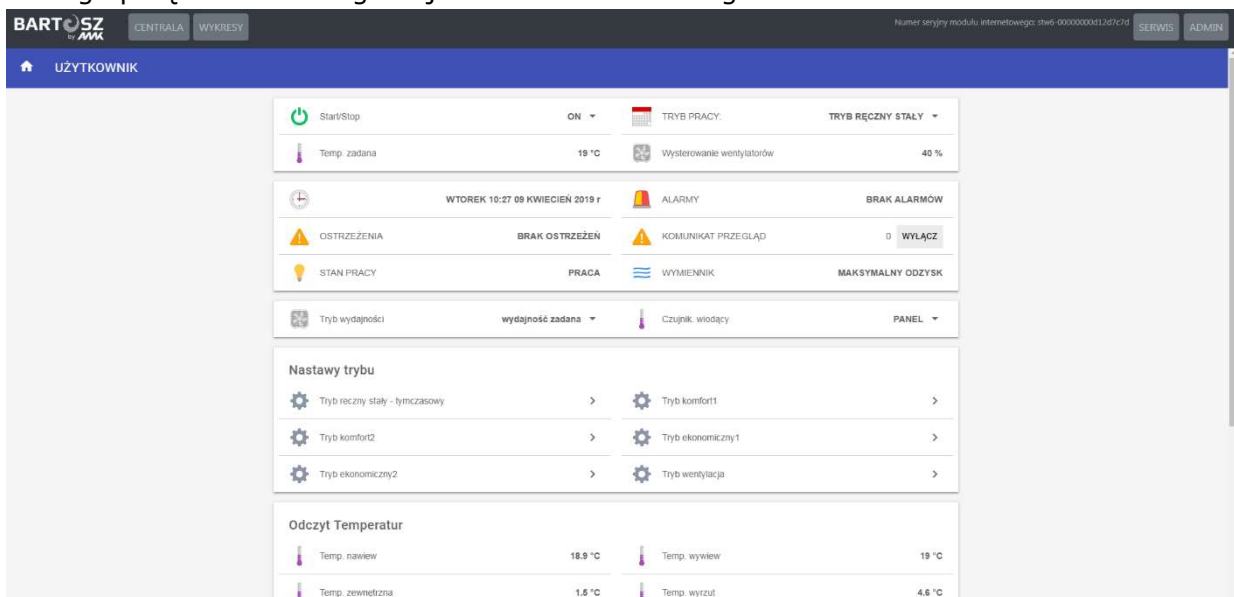 BARTOSZ
by MMK
CENTRALA
WYKRESY
Numer seryjny modułu internetowego: stw6-00000000d12d7c7d
SERWIS
ADMIN
UŻYTKOWNIK
Start/Stop ON
TRYB PRACY: TRYB RĘCZNY STAŁY
Temp. zadana 19 °C
Wysterowanie wentylatorów 40 %
WTOREK 10:27 09 KWIECIEŃ 2019 r
ALARMY BRAK ALARMÓW
OSTRZEŻENIA BRAK OSTRZEŻEŃ
KOMUNIKAT PRZEGLĄD 0 WYŁĄCZ
STAN PRACY PRACA
WYMIENNIK MAKSYMALNY ODZYSK
Tryb wydajności wydajność zadana
Czujnik. wiodący PANEL
Nastawy trybu
Tryb reczny stały - tymczasowy
Tryb komfort1
Tryb komfort2
Tryb ekonomiczny1
Tryb ekonomiczny2
Tryb wentylacja
Odczyt Temperatur
Temp. nawiew 18.9 °C
Temp. wywiew 19 °C
Temp. zewnętrzna 1.5 °C
Temp. wyrzut 4.6 °C